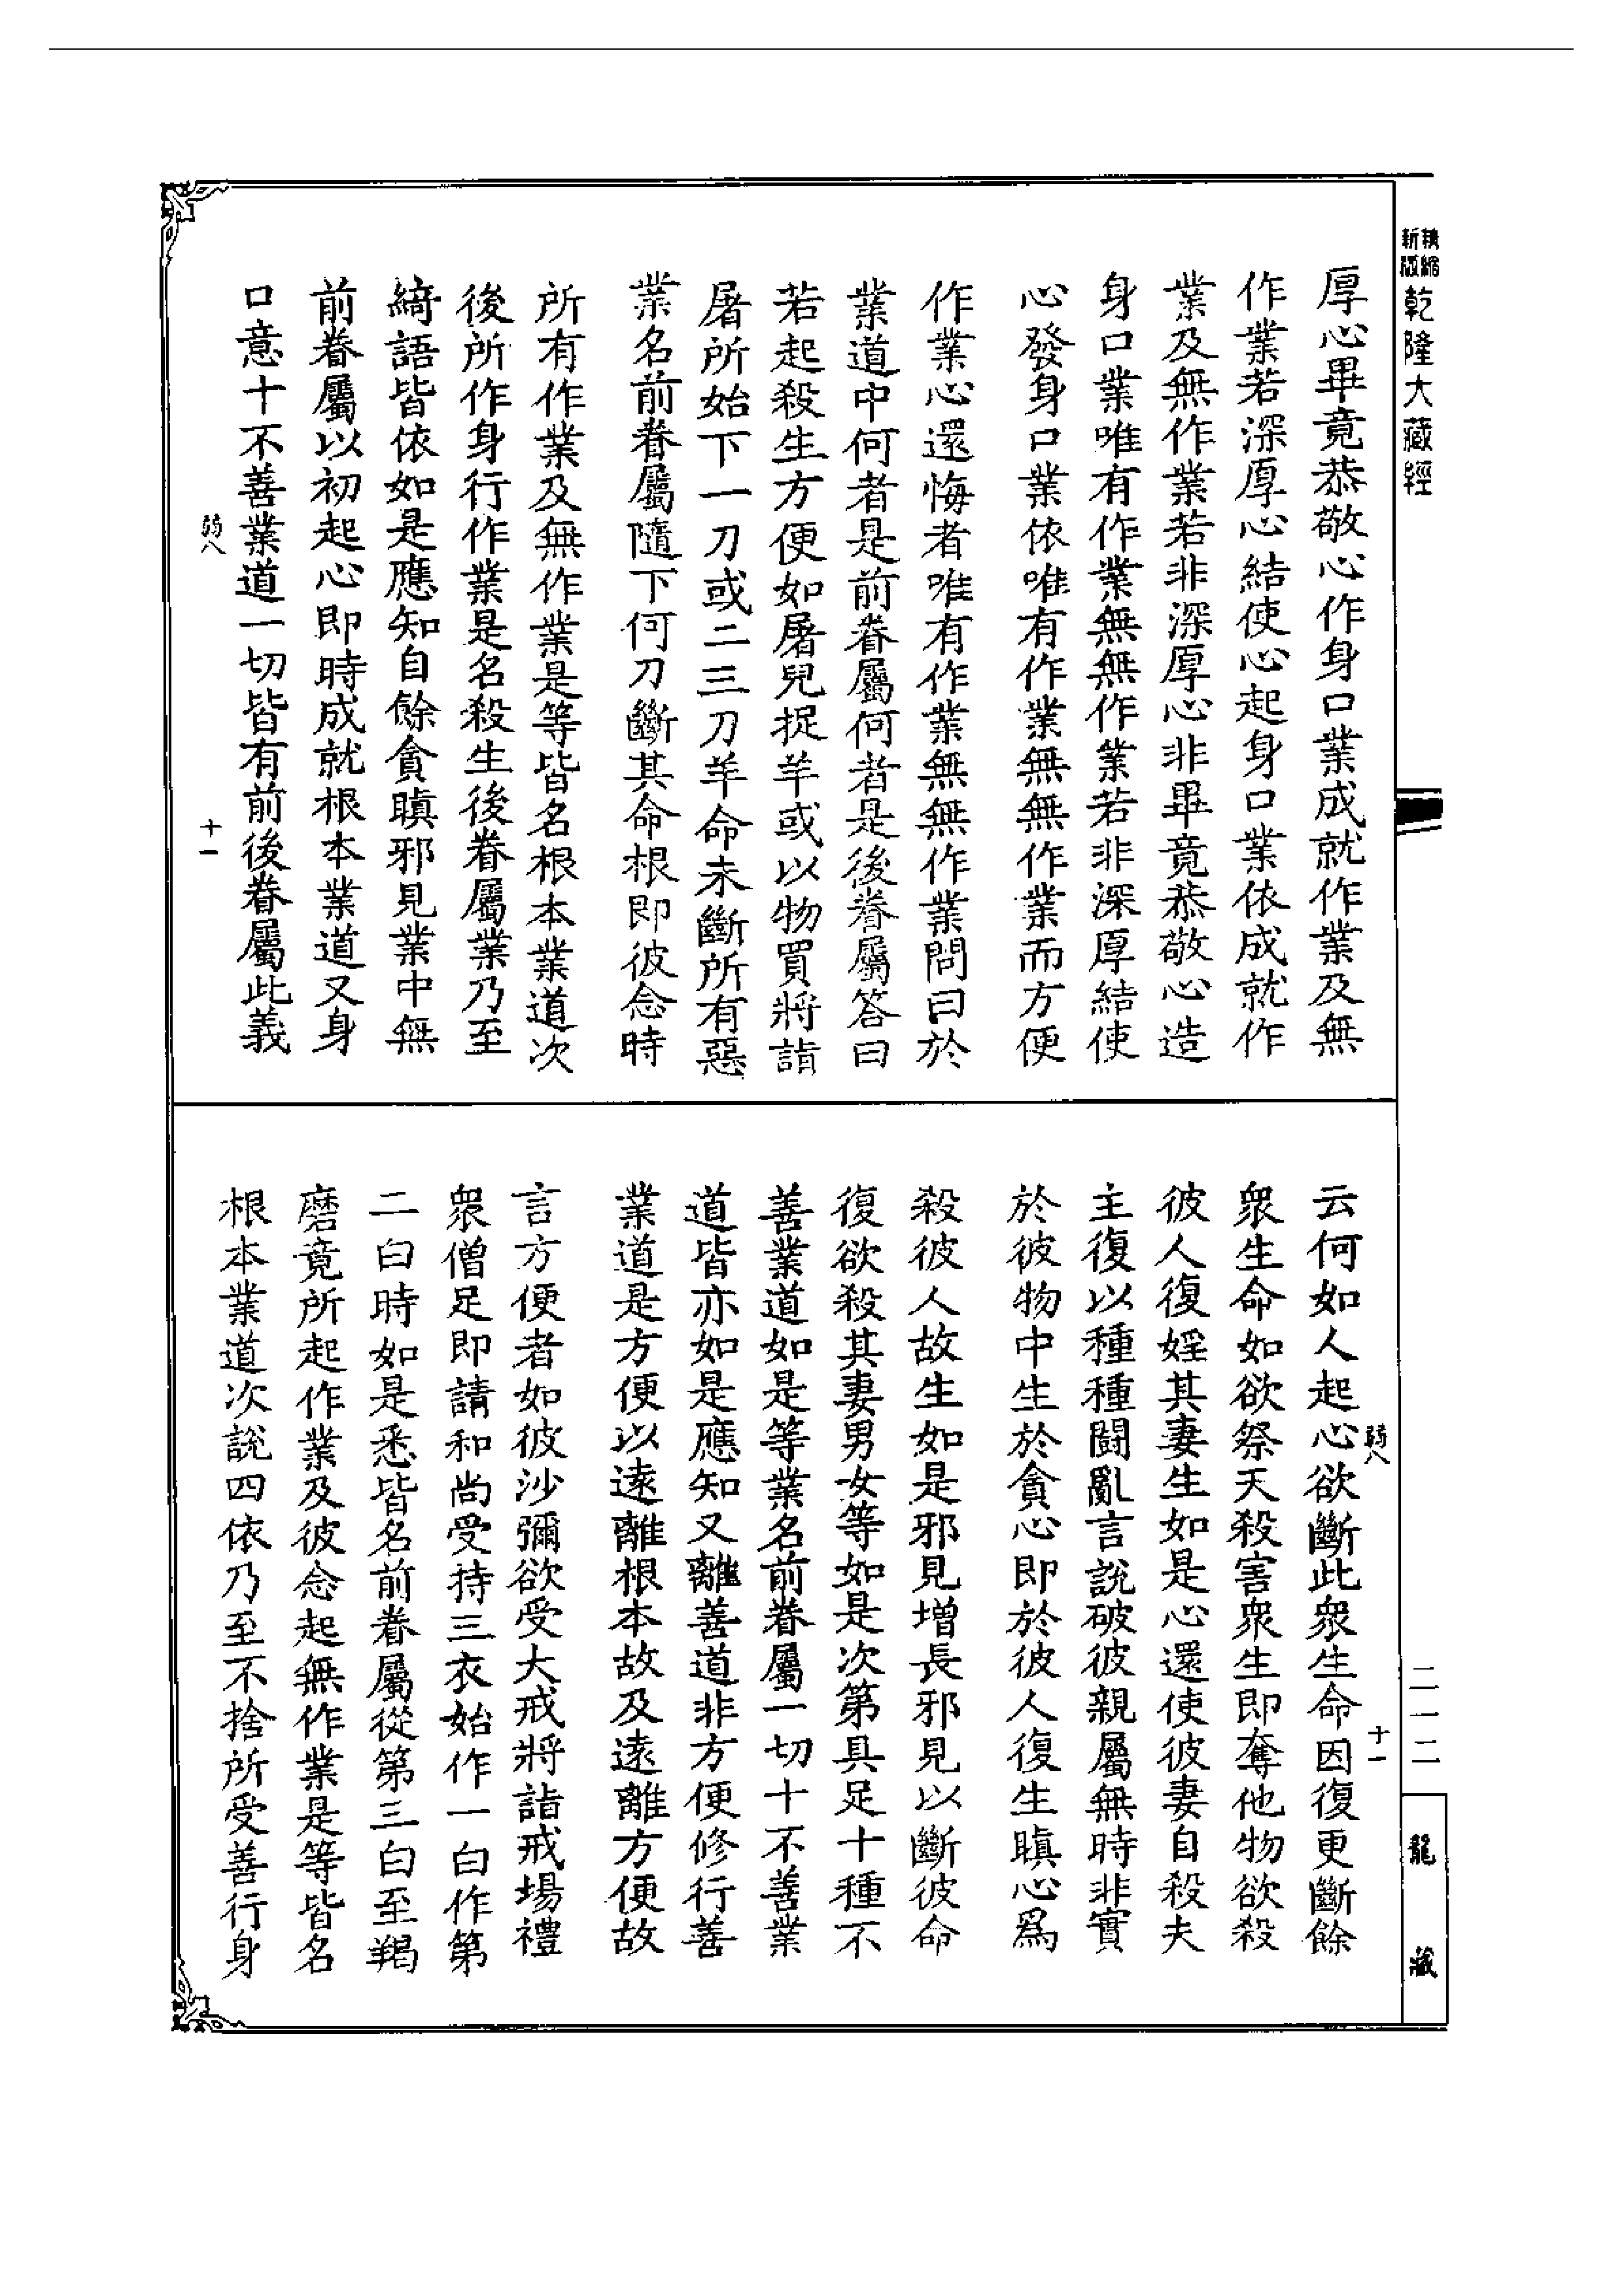 精縮
新版
乾隆大藏經
厚心畢竟恭敬心作身口業成就作業及無
作業若深厚心結使心起身口業依成就作
業及無作業若非深厚心非畢竟恭敬心造
身口業唯有作業無無作業若非深厚結使
心發身口業依唯有作業無無作業而方便
作業心還悔者唯有作業無無作業問曰於
業道中何者是前眷屬何者是後眷屬答曰
若起殺生方便如屠兒捉羊或以物買將詣
屠所始下一刀或二三刀羊命未斷所有惡
業名前眷屬隨下何刀斷其命根即彼念時
所有作業及無作業是等皆名根本業道次
後所作身行作業是名殺生後眷屬業乃至
綺語皆依如是應知自餘貪瞋邪見業中無
前眷屬以初起心即時成就根本業道又身
口意十不善業道一切皆有前後眷屬此義
弱八
十一
云何如人起心欲斷此衆生命因復更斷餘
衆生命如欲祭天殺害衆生即奪他物欲殺
彼人復婬其妻生如是心還使彼妻自殺夫
主復以種種鬪亂言說破彼親屬無時非實
於彼物中生於貪心即於彼人復生瞋心爲
殺彼人故生如是邪見增長邪見以斷彼命
復欲殺其妻男女等如是次第具足十種不
善業道如是等業名前眷屬一切十不善業
道皆亦如是應知又離善道非方便修行善
業道是方便以遠離根本故及遠離方便故
言方便者如彼沙彌欲受大戒將詣戒場禮
衆僧足即請和尚受持三衣始作一白作第
二白時如是悉皆名前眷屬從第三白至羯
磨竟所起作業及彼念起無作業是等皆名
根本業道次說四依乃至不捨所受善行身
弱八
十一
二一二
龍藏